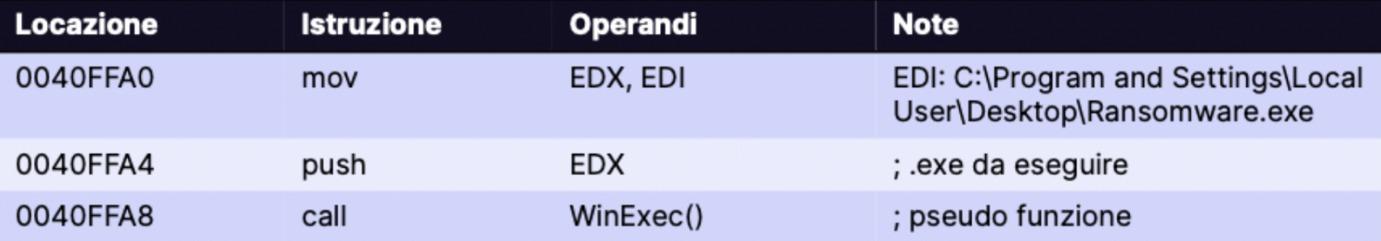 Locazione Istruzione Operandi Note
0040FFA0 mov EDX, EDI EDI: C:\Program and Settings\Local
User\Desktop\Ransomware.exe
0040FFA4 push EDX ; .exe da eseguire
0040FFA8 call WinExec() ; pseudo funzione